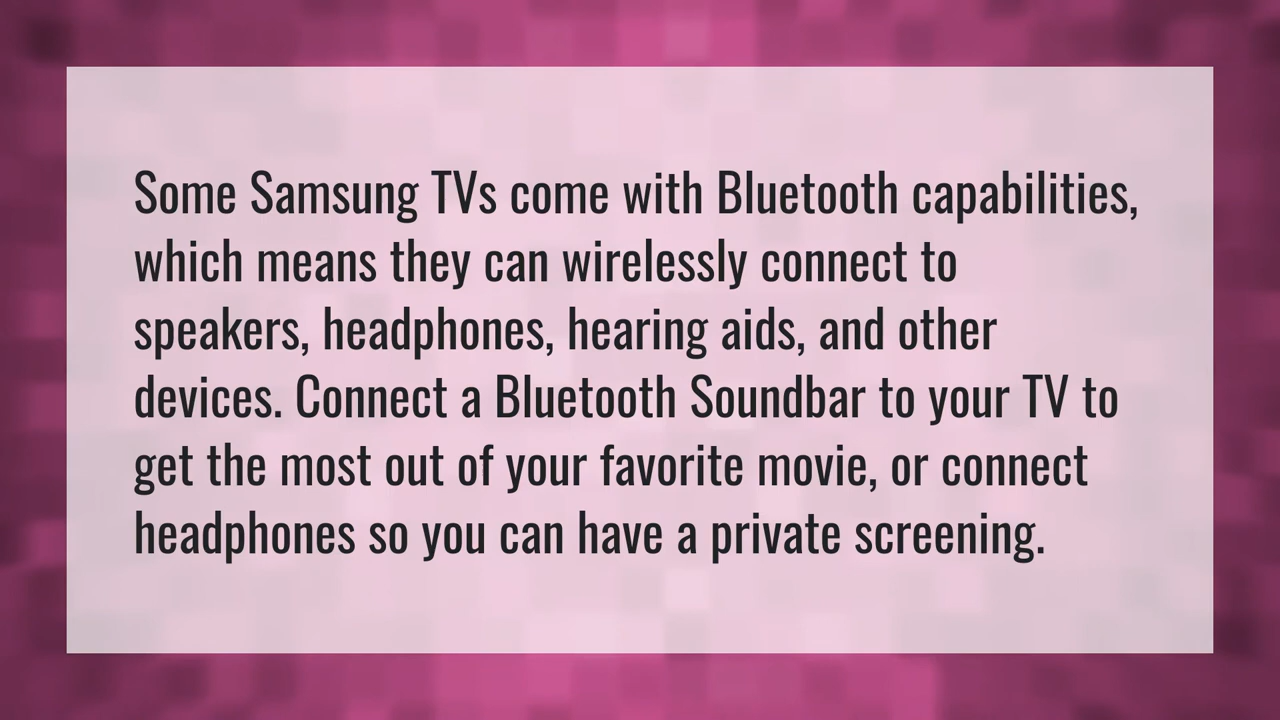 Some Samsung TVs come with Bluetooth capabilities,
which means they can wirelessly connect to
speakers, headphones, hearing aids, and other
devices. Connect a Bluetooth Soundbar to your TV to
get the most out of your favorite movie, or connect
headphones so you can have a private screening.